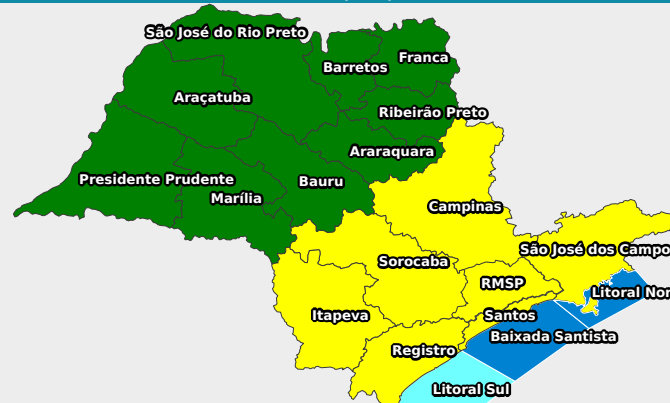 São José do Rio Preto
Franca
Barretos
Araçatuba
Ribeirão Preto
Araraquara
Presidente Prudente
Bauru
Marília
Campinas
São José dos Campo
Sorocaba
RMSP
Litoral Nor
Itapeva
Santos
Baixada Santista
Registro
Litoral Sul